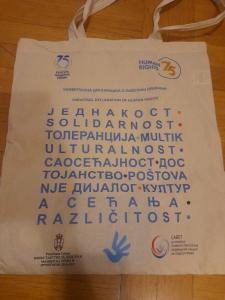 75
HUMAN RIGHTS 75
УНИВЕРЗАЛНА ДЕКЛАРАЦИЈА О ЉУДСКИМ ПРАВИМА
UNIVERSAL DECLARATION OF HUMAN RIGHTS
ЈЕДНАКОСТ •
SOLIDARNOST •
ТОЛЕРАНЦИЈА • MULTIK
ULTURALNOST •
САОСЕЋАЈНОСТ • ДОС
ТОЈАНСТВО • POŠTOVA
NJE ДИЈАЛОГ • КУЛТУР
А СЕЋАЊА •
RAZLIČITOST •